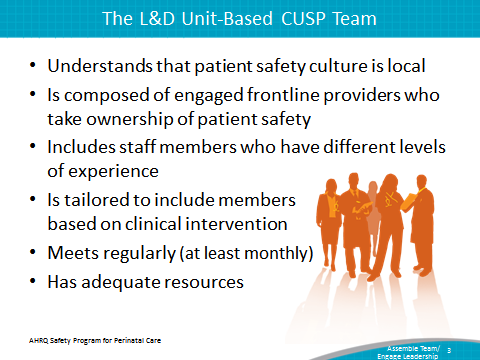 The L&D Unit-Based CUSP Team
• Understands that patient safety culture is local
• Is composed of engaged frontline providers who
take ownership of patient safety
• Includes staff members who have different levels
of experience
• Is tailored to include members
based on clinical intervention
• Meets regularly (at least monthly)
• Has adequate resources
AHRQ Safety Program for Perinatal Care
Assemble Team/
Engage Leadership
3